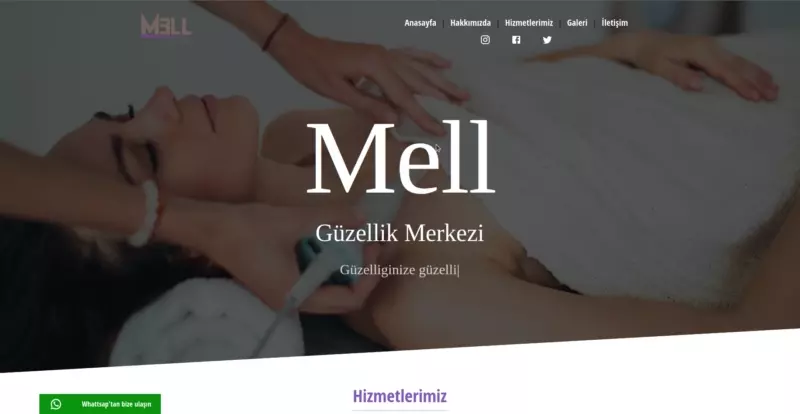 MELL
Anasayfa | Hakkımızda | Hizmetlerimiz | Galeri | İletişim
Mell
Güzellik Merkezi
Güzelliginize güzelli|
Hizmetlerimiz
Whattsap'tan bize ulaşın